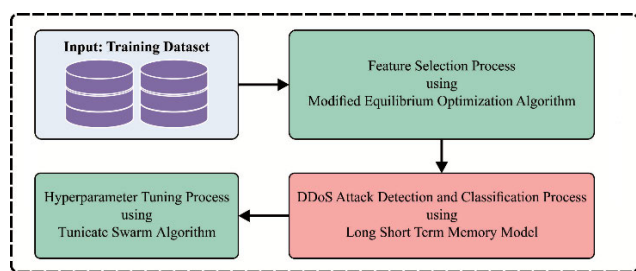 Input: Training Dataset
Feature Selection Process
using
Modified Equilibrium Optimization Algorithm
Hyperparameter Tuning Process
using
Tunicate Swarm Algorithm
DDoS Attack Detection and Classification Process
using
Long Short Term Memory Model